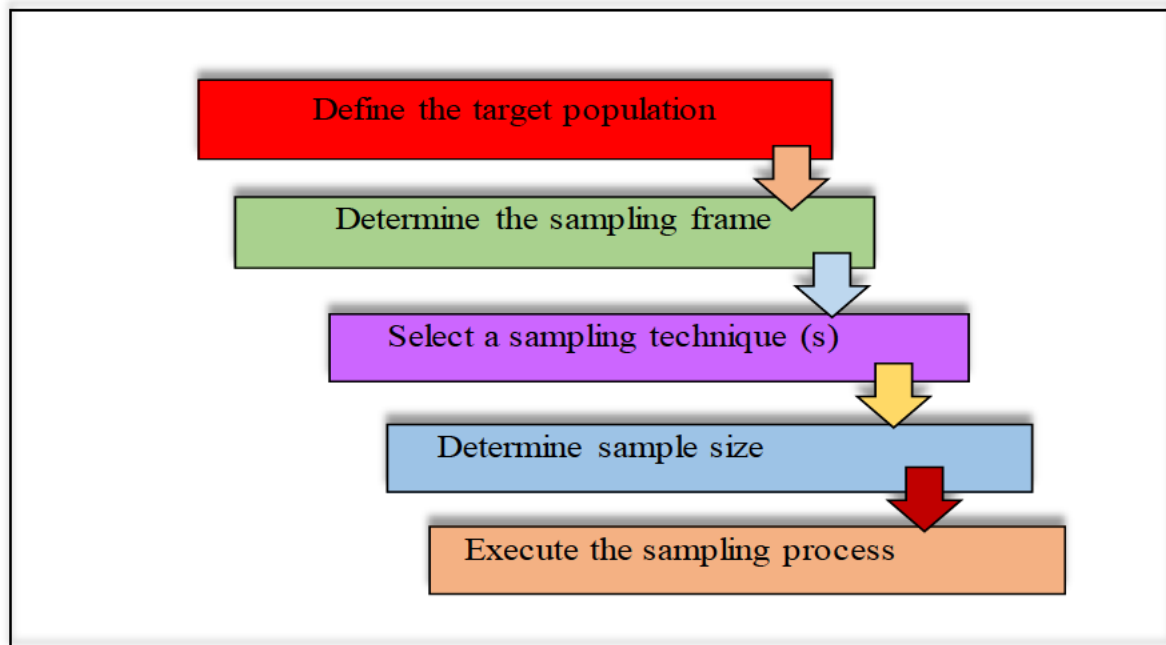 Define the target population
Determine the sampling frame
Select a sampling technique (s)
Determine sample size
Execute the sampling process